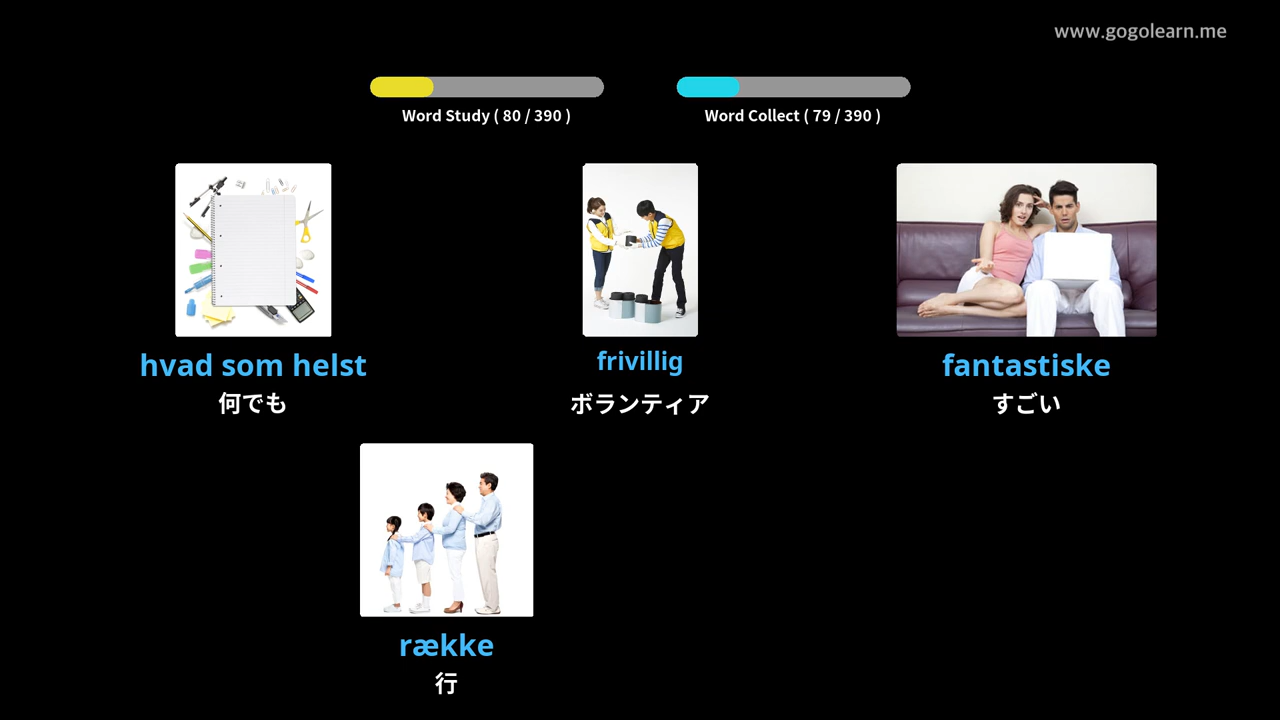 www.gogolearn.me
Word Study ( 80 / 390 )
Word Collect ( 79 / 390 )
hvad som helst
何でも
frivillig
ボランティア
fantastiske
すごい
række
行